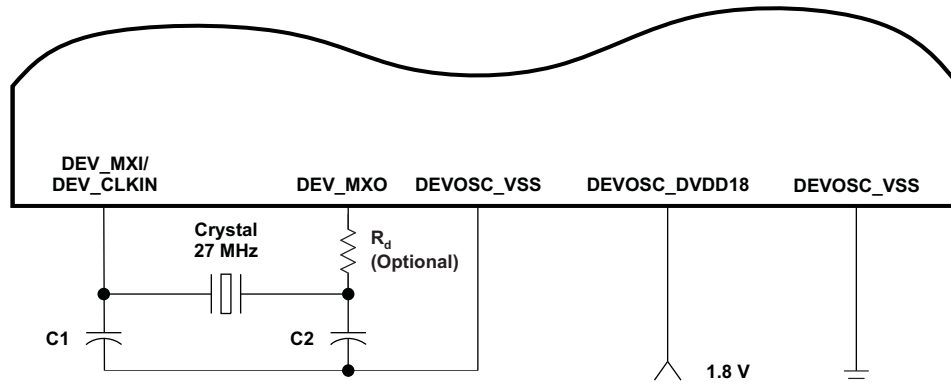 DEV_MXI/
DEV_CLKIN
DEV_MXO
DEVOSC_VSS
DEVOSC_DVDD18
DEVOSC_VSS
Crystal
27 MHz
Rd
(Optional)
C1
C2
1.8 V